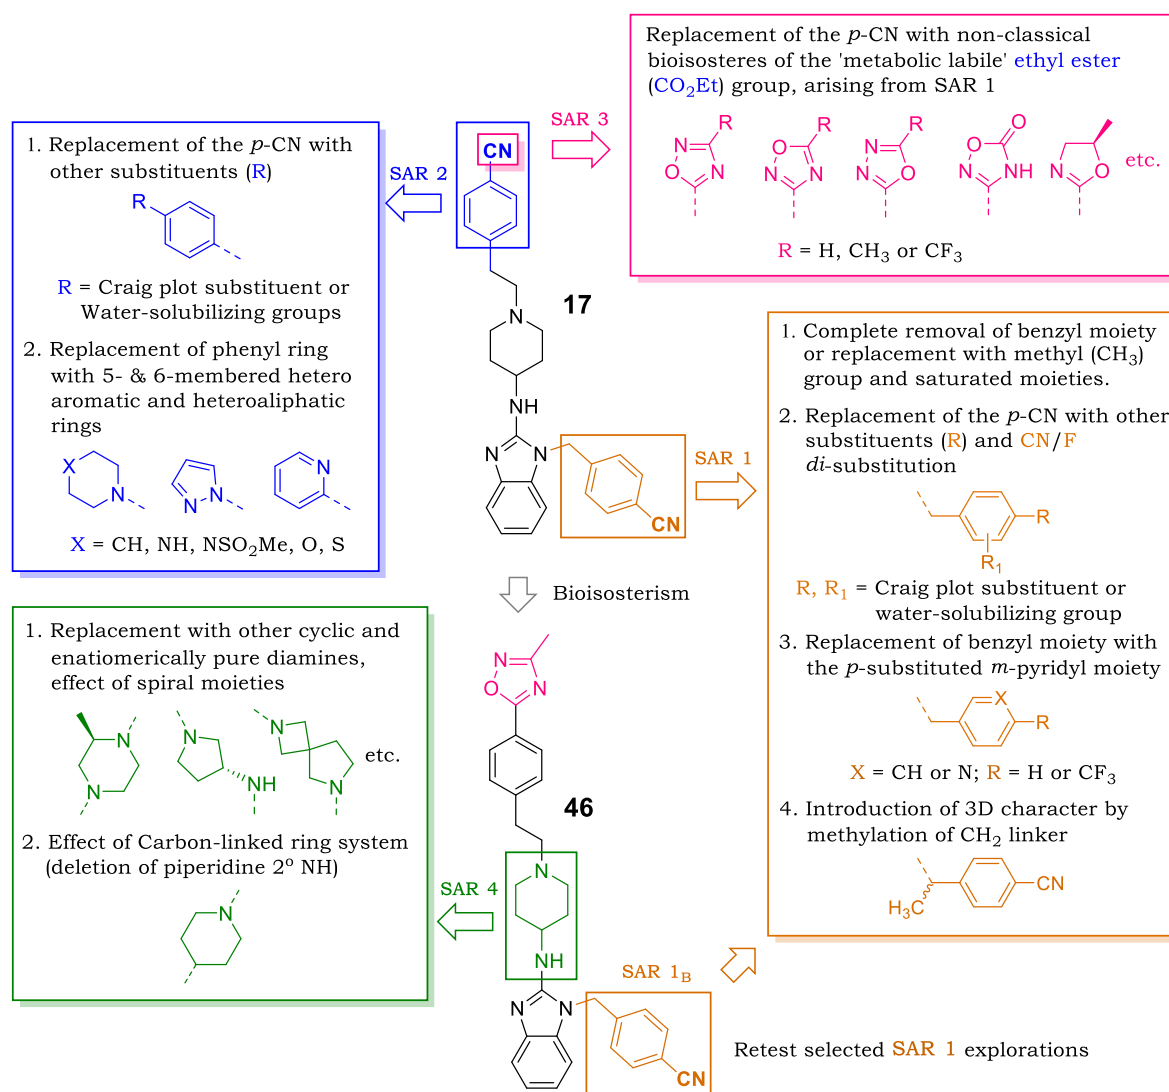 Replacement of the p-CN with non-classical
bioisosteres of the 'metabolic labile' ethyl ester
(CO2Et) group, arising from SAR 1
R
R
R
O
N
O
N
O
N
N
N
N
N
O
O
N
NH
N
O
etc.
R = H, CH3 or CF3
SAR 3
1. Replacement of the p-CN with
other substituents (R)
R
R = Craig plot substituent or
Water-solubilizing groups
2. Replacement of phenyl ring
with 5- & 6-membered hetero
aromatic and heteroaliphatic
rings
X
N
N
N
N
X = CH, NH, NSO2Me, O, S
SAR 2
CN
17
N
NH
N
N
CN
SAR 1
1. Complete removal of benzyl moiety
or replacement with methyl (CH3)
group and saturated moieties.
2. Replacement of the p-CN with other
substituents (R) and CN/F
di-substitution
R
R1
R, R1 = Craig plot substituent or
water-solubilizing group
3. Replacement of benzyl moiety with
the p-substituted m-pyridyl moiety
X
R
X = CH or N; R = H or CF3
4. Introduction of 3D character by
methylation of CH2 linker
H3C
CN
Bioisosterism
1. Replacement with other cyclic and
enatiomerically pure diamines,
effect of spiral moieties
N
N
N
NH
N
N
etc.
2. Effect of Carbon-linked ring system
(deletion of piperidine 2o NH)
N
SAR 4
N
O
N
46
N
NH
N
N
CN
SAR 1B
Retest selected SAR 1 explorations